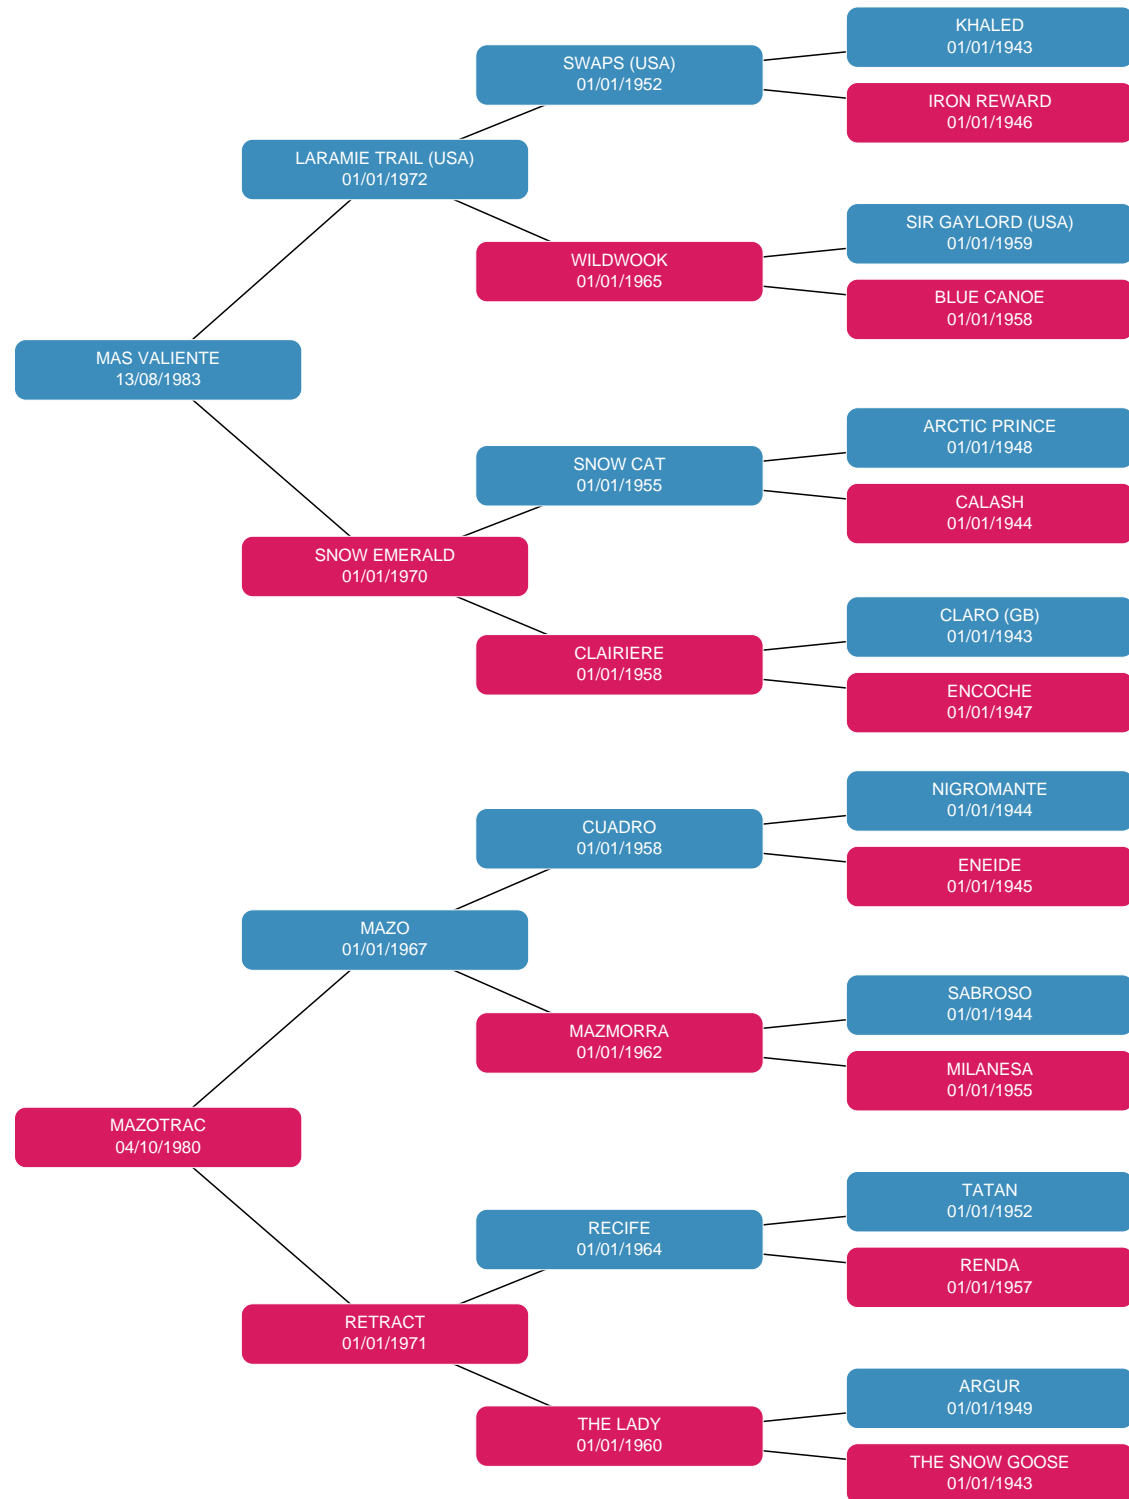 KHALED
01/01/1943
SWAPS (USA)
01/01/1952
IRON REWARD
01/01/1946
LARAMIE TRAIL (USA)
01/01/1972
SIR GAYLORD (USA)
01/01/1959
WILDWOOK
01/01/1965
BLUE CANOE
01/01/1958
MAS VALIENTE
13/08/1983
ARCTIC PRINCE
01/01/1948
SNOW CAT
01/01/1955
CALASH
01/01/1944
SNOW EMERALD
01/01/1970
CLARO (GB)
01/01/1943
CLAIRIERE
01/01/1958
ENCOCHE
01/01/1947
NIGROMANTE
01/01/1944
CUADRO
01/01/1958
ENEIDE
01/01/1945
MAZO
01/01/1967
SABROSO
01/01/1944
MAZMORRA
01/01/1962
MILANESA
01/01/1955
MAZOTRAC
04/10/1980
TATAN
01/01/1952
RECIFE
01/01/1964
RENDA
01/01/1957
RETRACT
01/01/1971
ARGUR
01/01/1949
THE LADY
01/01/1960
THE SNOW GOOSE
01/01/1943